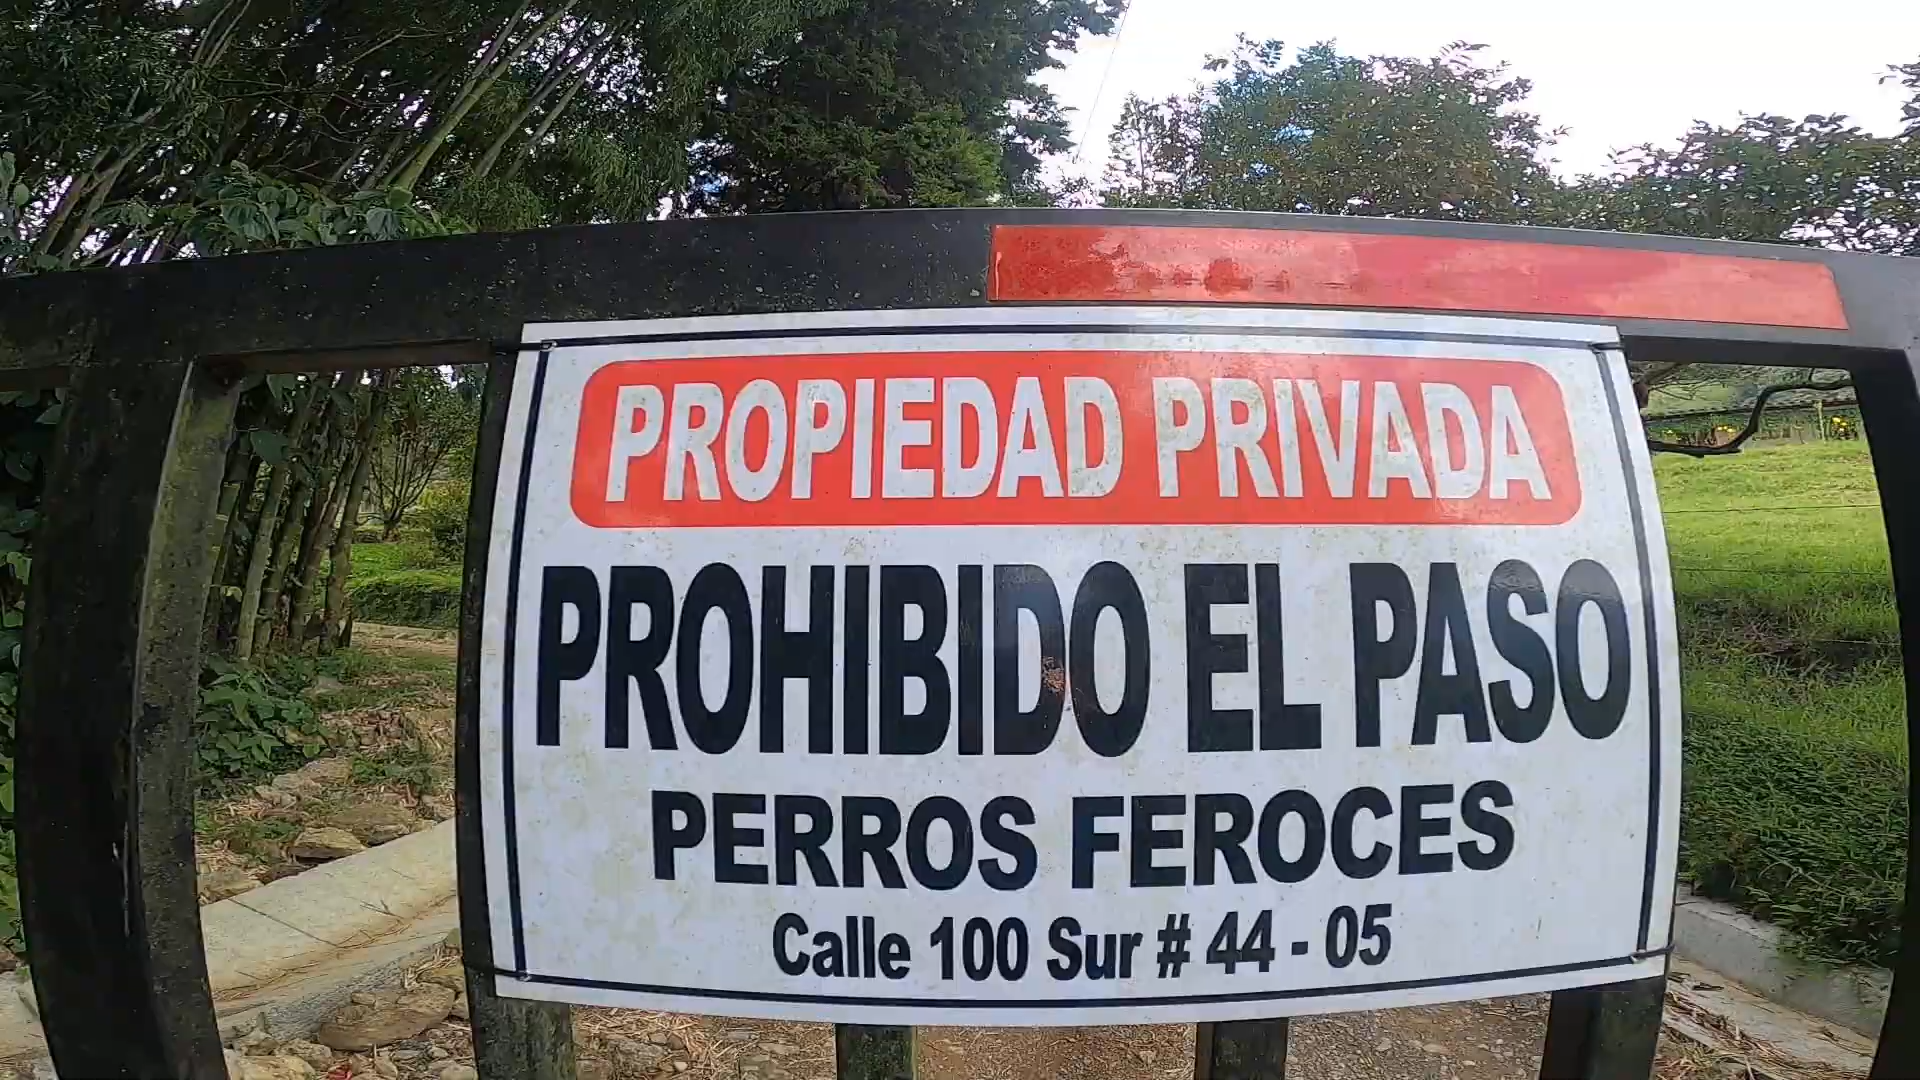 PROPIEDAD PRIVADA
PROHIBIDO EL PASO
PERROS FEROCES
Calle 100 Sur # 44 - 05